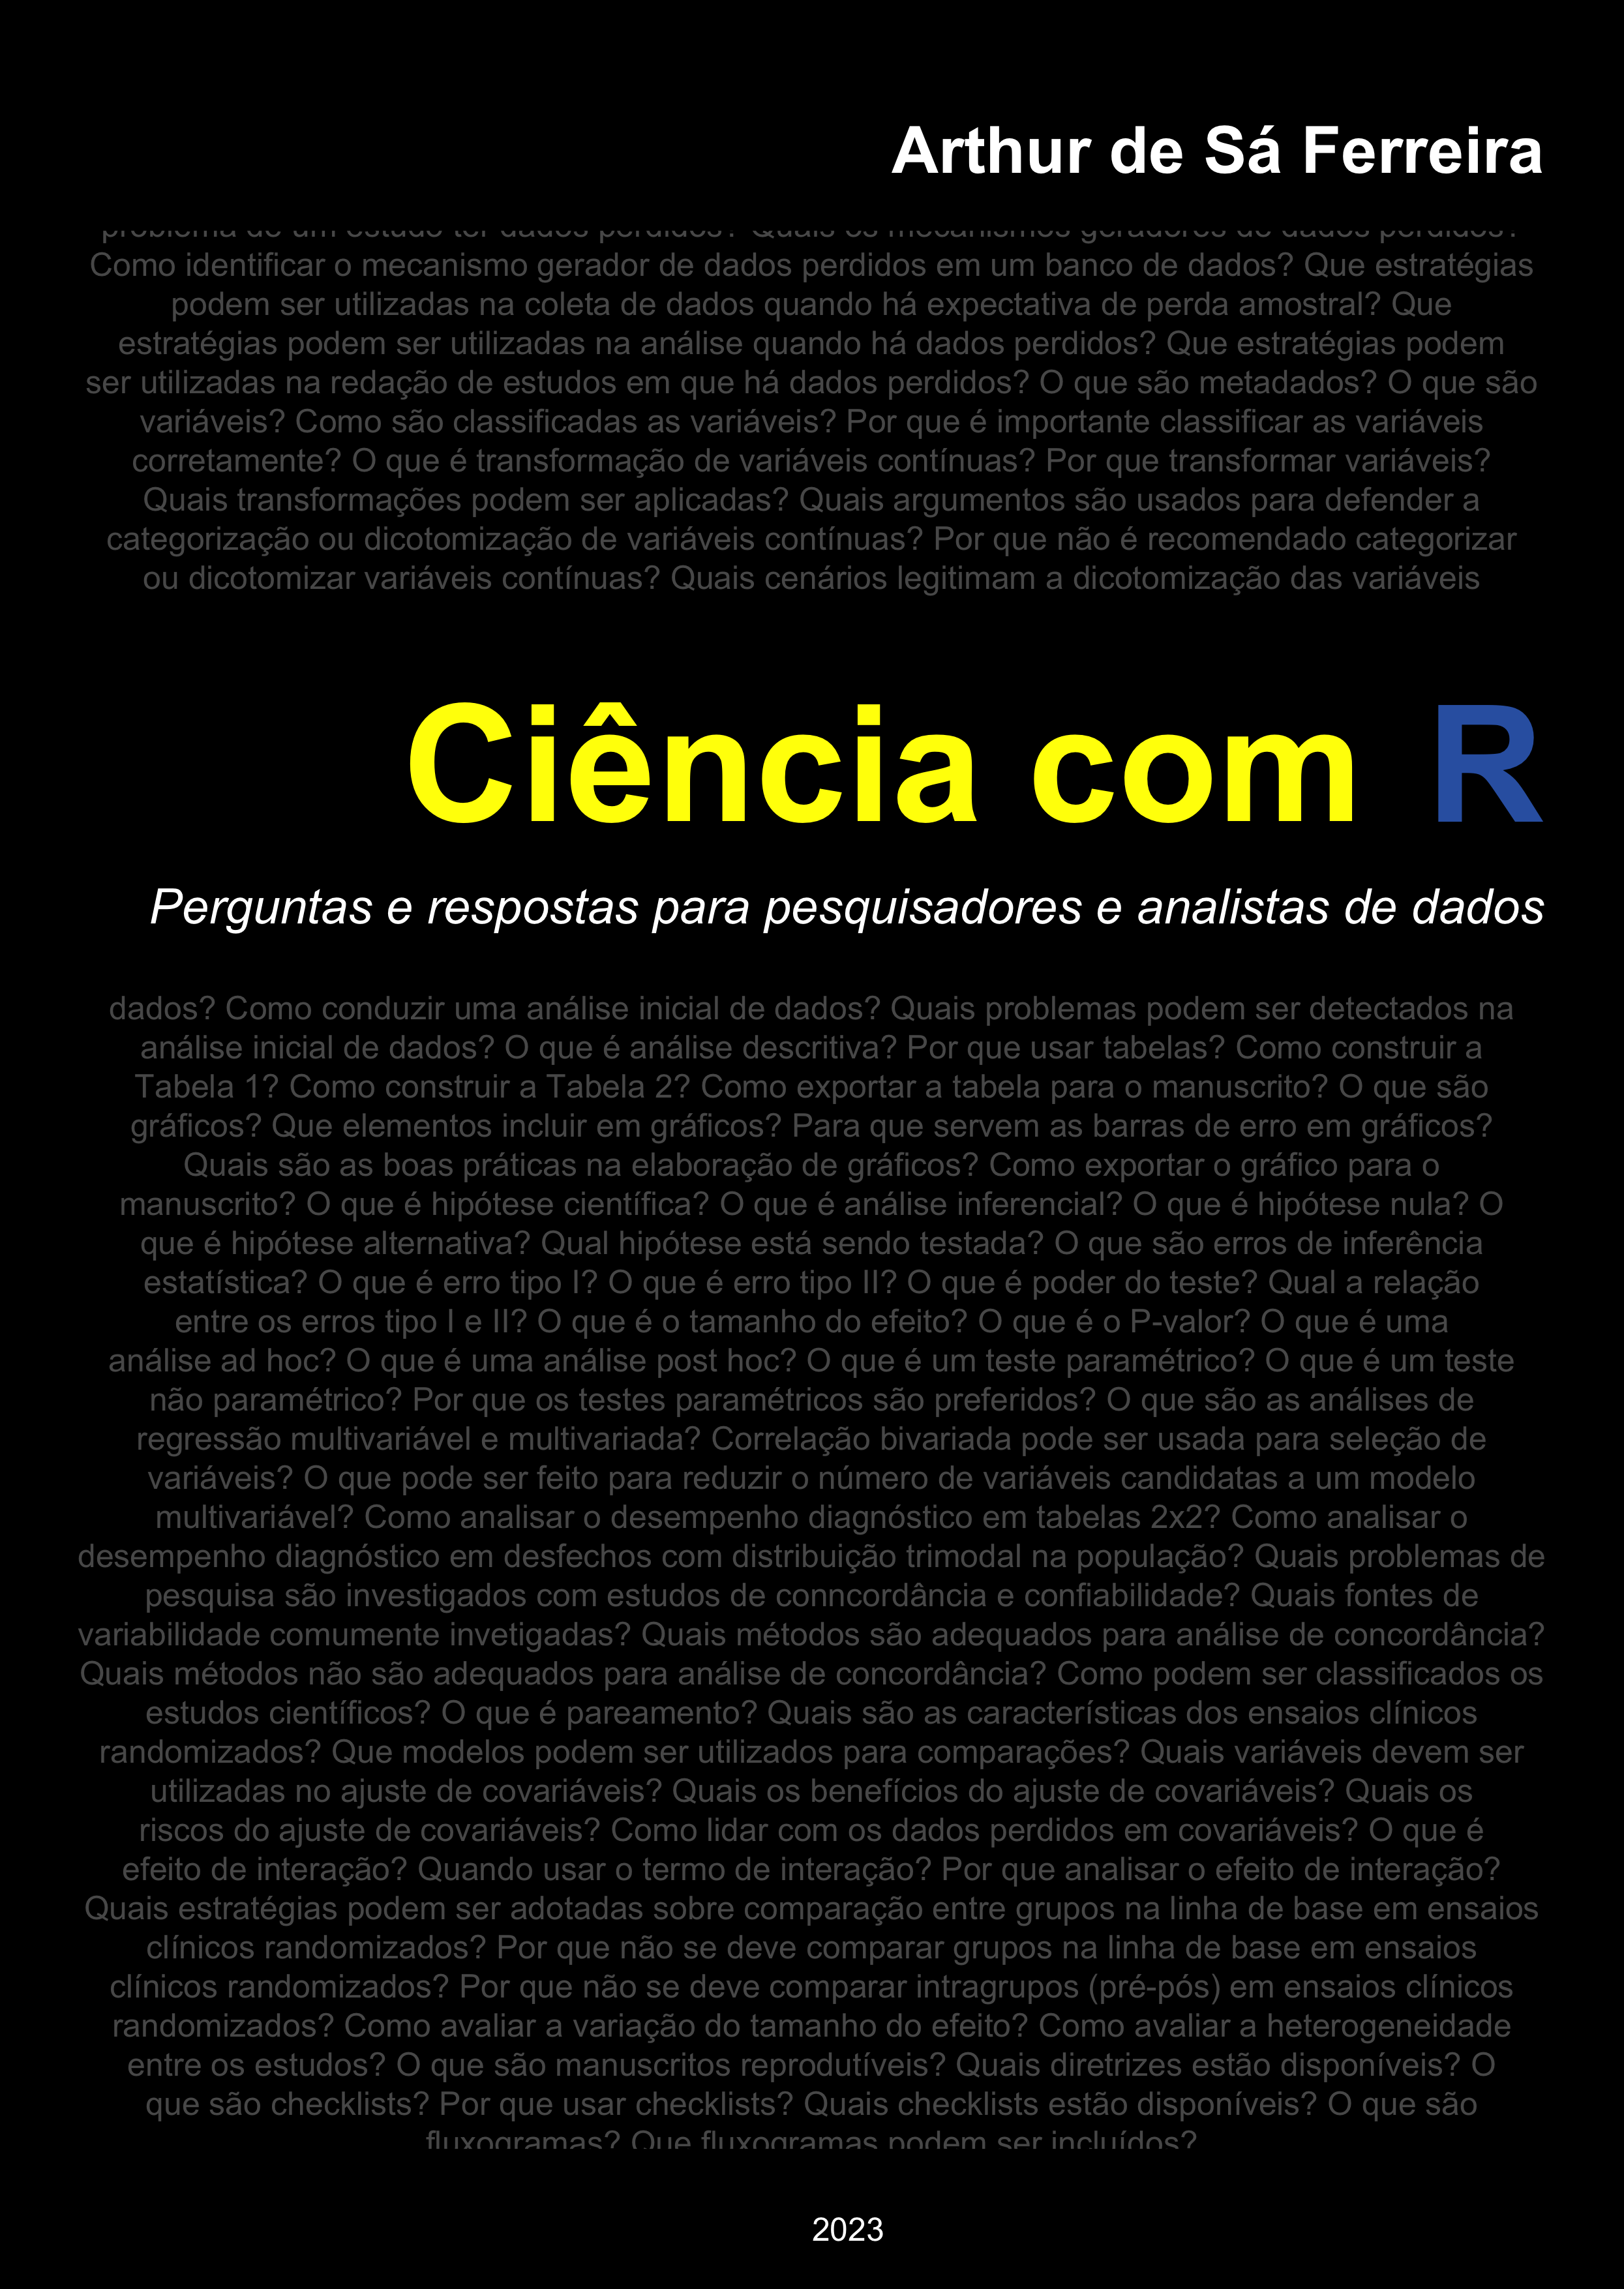 Arthur de Sá Ferreira
problema de um estudo ter dados perdidos? Quais os mecanismos geradores de dados perdidos?
Como identificar o mecanismo gerador de dados perdidos em um banco de dados? Que estratégias
podem ser utilizadas na coleta de dados quando há expectativa de perda amostral? Que
estratégias podem ser utilizadas na análise quando há dados perdidos? Que estratégias podem
ser utilizadas na redação de estudos em que há dados perdidos? O que são metadados? O que são
variáveis? Como são classificadas as variáveis? Por que é importante classificar as variáveis
corretamente? O que é transformação de variáveis contínuas? Por que transformar variáveis?
Quais transformações podem ser aplicadas? Quais argumentos são usados para defender a
categorização ou dicotomização de variáveis contínuas? Por que não é recomendado categorizar
ou dicotomizar variáveis contínuas? Quais cenários legitimam a dicotomização das variáveis
Ciência com R
Perguntas e respostas para pesquisadores e analistas de dados
dados? Como conduzir uma análise inicial de dados? Quais problemas podem ser detectados na
análise inicial de dados? O que é análise descritiva? Por que usar tabelas? Como construir a
Tabela 1? Como construir a Tabela 2? Como exportar a tabela para o manuscrito? O que são
gráficos? Que elementos incluir em gráficos? Para que servem as barras de erro em gráficos?
Quais são as boas práticas na elaboração de gráficos? Como exportar o gráfico para o
manuscrito? O que é hipótese científica? O que é análise inferencial? O que é hipótese nula? O
que é hipótese alternativa? Qual hipótese está sendo testada? O que são erros de inferência
estatística? O que é erro tipo I? O que é erro tipo II? O que é poder do teste? Qual a relação
entre os erros tipo I e II? O que é o tamanho do efeito? O que é o P-valor? O que é uma
análise ad hoc? O que é uma análise post hoc? O que é um teste paramétrico? O que é um teste
não paramétrico? Por que os testes paramétricos são preferidos? O que são as análises de
regressão multivariável e multivariada? Correlação bivariada pode ser usada para seleção de
variáveis? O que pode ser feito para reduzir o número de variáveis candidatas a um modelo
multivariável? Como analisar o desempenho diagnóstico em tabelas 2x2? Como analisar o
desempenho diagnóstico em desfechos com distribuição trimodal na população? Quais problemas de
pesquisa são investigados com estudos de conncordância e confiabilidade? Quais fontes de
variabilidade comumente invetigadas? Quais métodos são adequados para análise de concordância?
Quais métodos não são adequados para análise de concordância? Como podem ser classificados os
estudos científicos? O que é pareamento? Quais são as características dos ensaios clínicos
randomizados? Que modelos podem ser utilizados para comparações? Quais variáveis devem ser
utilizadas no ajuste de covariáveis? Quais os benefícios do ajuste de covariáveis? Quais os
riscos do ajuste de covariáveis? Como lidar com os dados perdidos em covariáveis? O que é
efeito de interação? Quando usar o termo de interação? Por que analisar o efeito de interação?
Quais estratégias podem ser adotadas sobre comparação entre grupos na linha de base em ensaios
clínicos randomizados? Por que não se deve comparar grupos na linha de base em ensaios
clínicos randomizados? Por que não se deve comparar intragrupos (pré-pós) em ensaios clínicos
randomizados? Como avaliar a variação do tamanho do efeito? Como avaliar a heterogeneidade
entre os estudos? O que são manuscritos reprodutíveis? Quais diretrizes estão disponíveis? O
que são checklists? Por que usar checklists? Quais checklists estão disponíveis? O que são
fluxogramas? Que fluxogramas podem ser incluídos?
2023